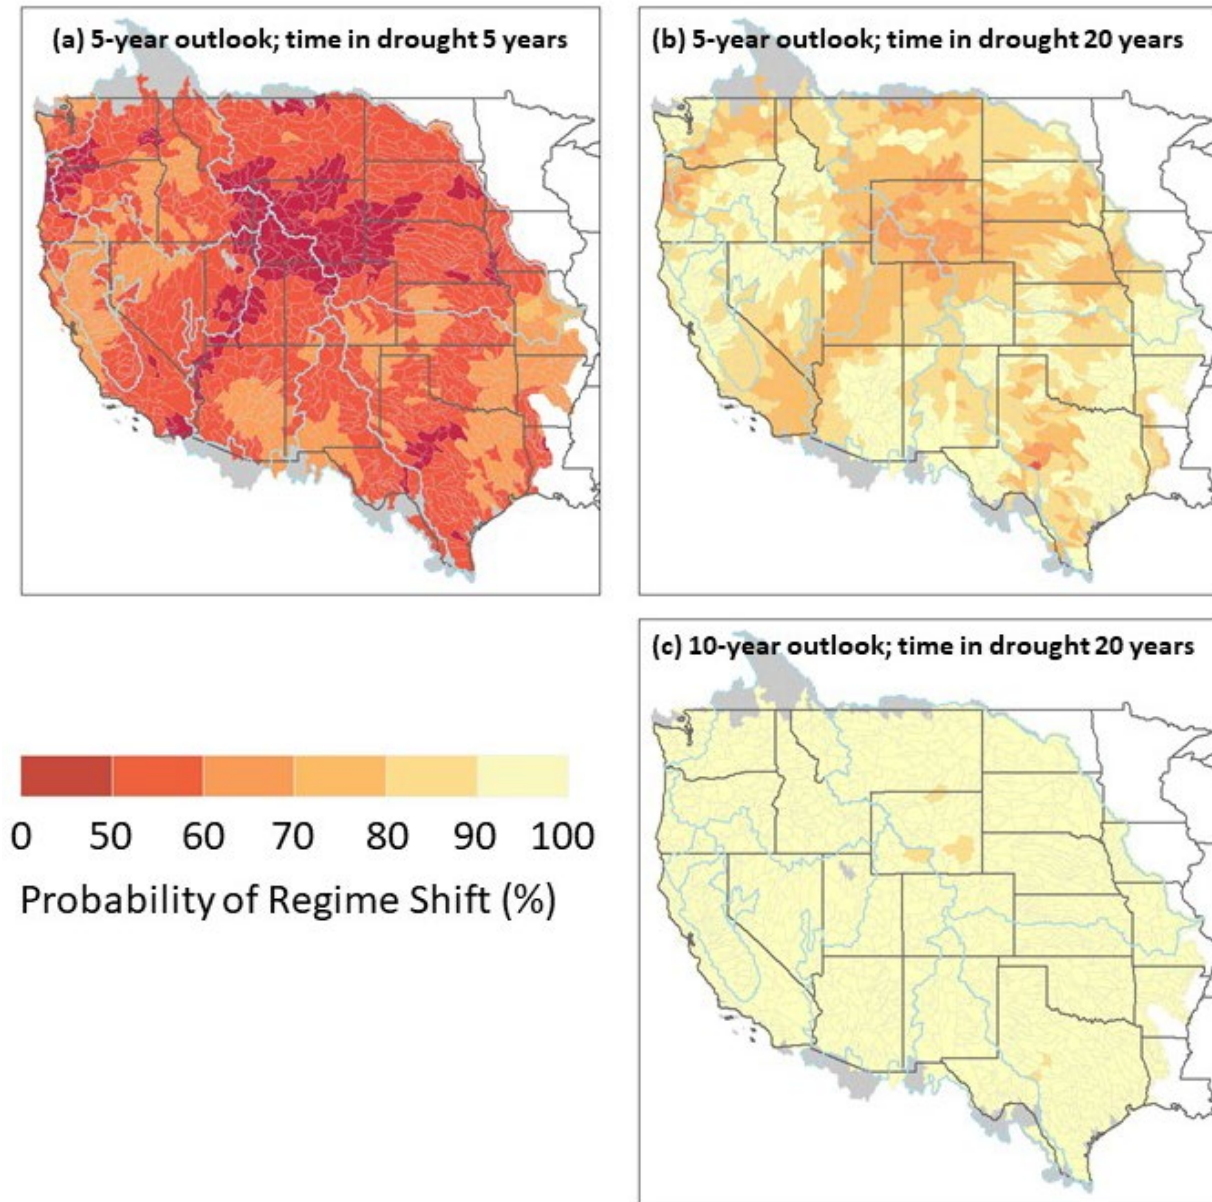 (a) 5-year outlook; time in drought 5 years
(b) 5-year outlook; time in drought 20 years
(c) 10-year outlook; time in drought 20 years
0 50 60 70 80 90 100
Probability of Regime Shift (%)